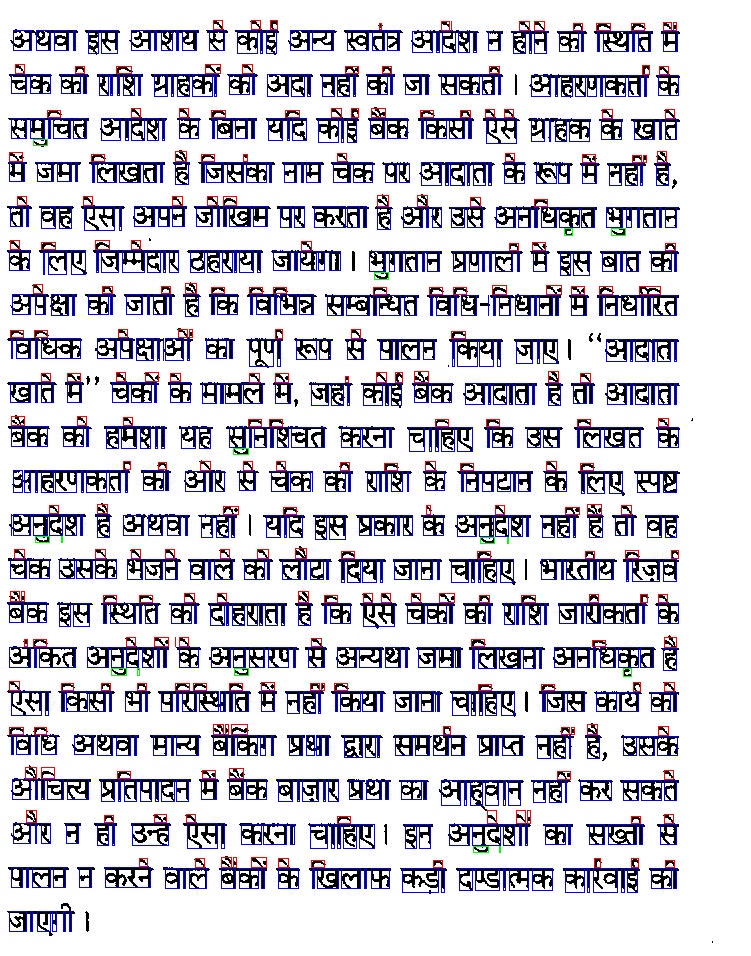 अथवा इस आशय से कोई अन्य स्वतंत्र आदेश न होने की स्थिति में
चेक की राशि ग्राहकों को अदा नहीं की जा सकती । आहरणकर्ता के
समुचित आदेश के बिना यदि कोई बैंक किसी ऐसे ग्राहक के खाते
में जमा लिखता है जिसका नाम चेक पर आदाता के रूप में नहीं है,
तो वह ऐसा अपने जोखिम पर करता है और उसे अनधिकृत भुगतान
के लिए जिम्मेदार ठहराया जायेगा । भुगतान प्रणाली में इस बात की
अपेक्षा की जाती है कि विभिन्न सम्बन्धित विधि-निधानों में निर्धारित
विधिक अपेक्षाओं का पूर्ण रूप से पालन किया जाए । “आदाता
खाते में” चेकों के मामले में, जहां कोई बैंक आदाता है तो आदाता
बैंक को हमेशा यह सुनिश्चित करना चाहिए कि उस लिखत के
आहरणकर्ता की ओर से चेक की राशि के निपटान के लिए स्पष्ट
अनुदेश है अथवा नहीं । यदि इस प्रकार के अनुदेश नहीं हैं तो वह
चेक उसके भेजने वाले को लौटा दिया जाना चाहिए । भारतीय रिज़र्व
बैंक इस स्थिति को दोहराता है कि ऐसे चेकों की राशि जारीकर्ता के
अंकित अनुदेशों के अनुसरण से अन्यथा जमा लिखना अनधिकृत है
ऐसा किसी भी परिस्थिति में नहीं किया जाना चाहिए । जिस कार्य को
विधि अथवा मान्य बैंकिंग प्रथा द्वारा समर्थन प्राप्त नहीं है, उसके
औचित्य प्रतिपादन में बैंक बाज़ार प्रथा का आह्वान नहीं कर सकते
और न ही उन्हें ऐसा करना चाहिए । इन अनुदेशों का सख्ती से
पालन न करने वाले बैंकों के खिलाफ कड़ी दण्डात्मक कार्रवाई की
जाएगी ।